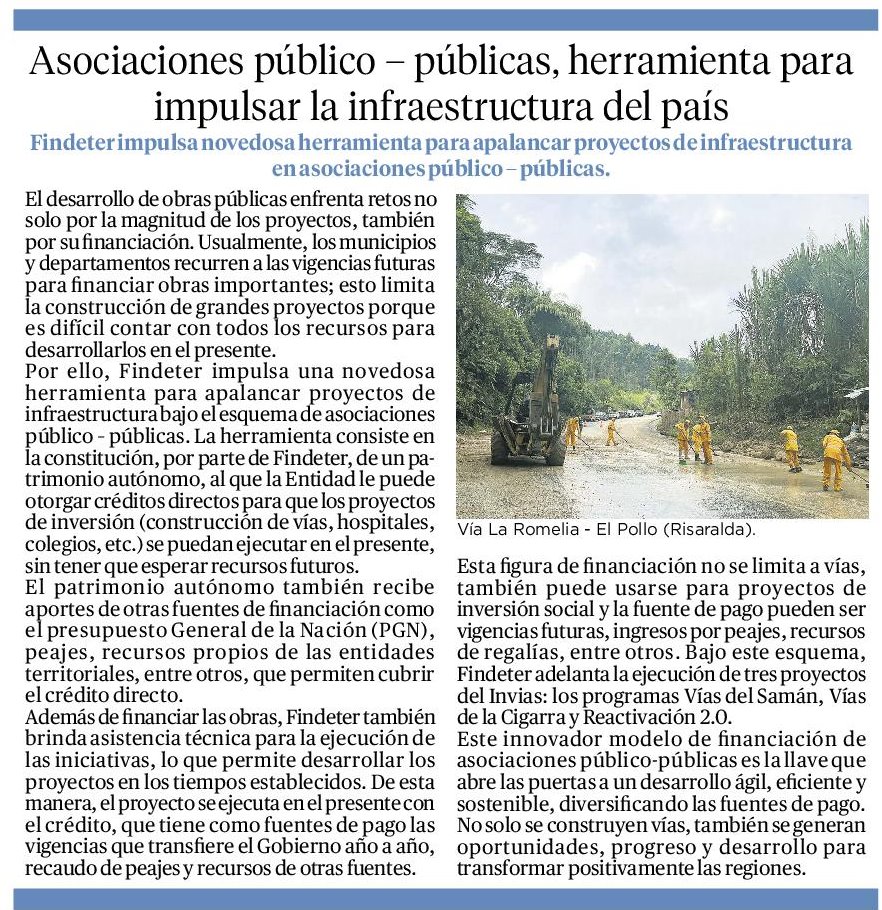 Asociaciones público – públicas, herramienta para
impulsar la infraestructura del país
Findeter impulsa novedosa herramienta para apalancar proyectos de infraestructura
en asociaciones público – públicas.
El desarrollo de obras públicas enfrenta retos no
solo por la magnitud de los proyectos, también
por su financiación. Usualmente, los municipios
y departamentos recurren a las vigencias futuras
para financiar obras importantes; esto limita
la construcción de grandes proyectos porque
es difícil contar con todos los recursos para
desarrollarlos en el presente.
Por ello, Findeter impulsa una novedosa
herramienta para apalancar proyectos de
infraestructura bajo el esquema de asociaciones
público - públicas. La herramienta consiste en
la constitución, por parte de Findeter, de un pa-
trimonio autónomo, al que la Entidad le puede
otorgar créditos directos para que los proyectos
de inversión (construcción de vías, hospitales,
colegios, etc.) se puedan ejecutar en el presente,
sin tener que esperar recursos futuros.
El patrimonio autónomo también recibe
aportes de otras fuentes de financiación como
el presupuesto General de la Nación (PGN),
peajes, recursos propios de las entidades
territoriales, entre otros, que permiten cubrir
el crédito directo.
Además de financiar las obras, Findeter también
brinda asistencia técnica para la ejecución de
las iniciativas, lo que permite desarrollar los
proyectos en los tiempos establecidos. De esta
manera, el proyecto se ejecuta en el presente con
el crédito, que tiene como fuentes de pago las
vigencias que transfiere el Gobierno año a año,
recaudo de peajes y recursos de otras fuentes.
Vía La Romelia - El Pollo (Risaralda).
Esta figura de financiación no se limita a vías,
también puede usarse para proyectos de
inversión social y la fuente de pago pueden ser
vigencias futuras, ingresos por peajes, recursos
de regalías, entre otros. Bajo este esquema,
Findeter adelanta la ejecución de tres proyectos
del Invias: los programas Vías del Samán, Vías
de la Cigarra y Reactivación 2.0.
Este innovador modelo de financiación de
asociaciones público-públicas es la llave que
abre las puertas a un desarrollo ágil, eficiente y
sostenible, diversificando las fuentes de pago.
No solo se construyen vías, también se generan
oportunidades, progreso y desarrollo para
transformar positivamente las regiones.